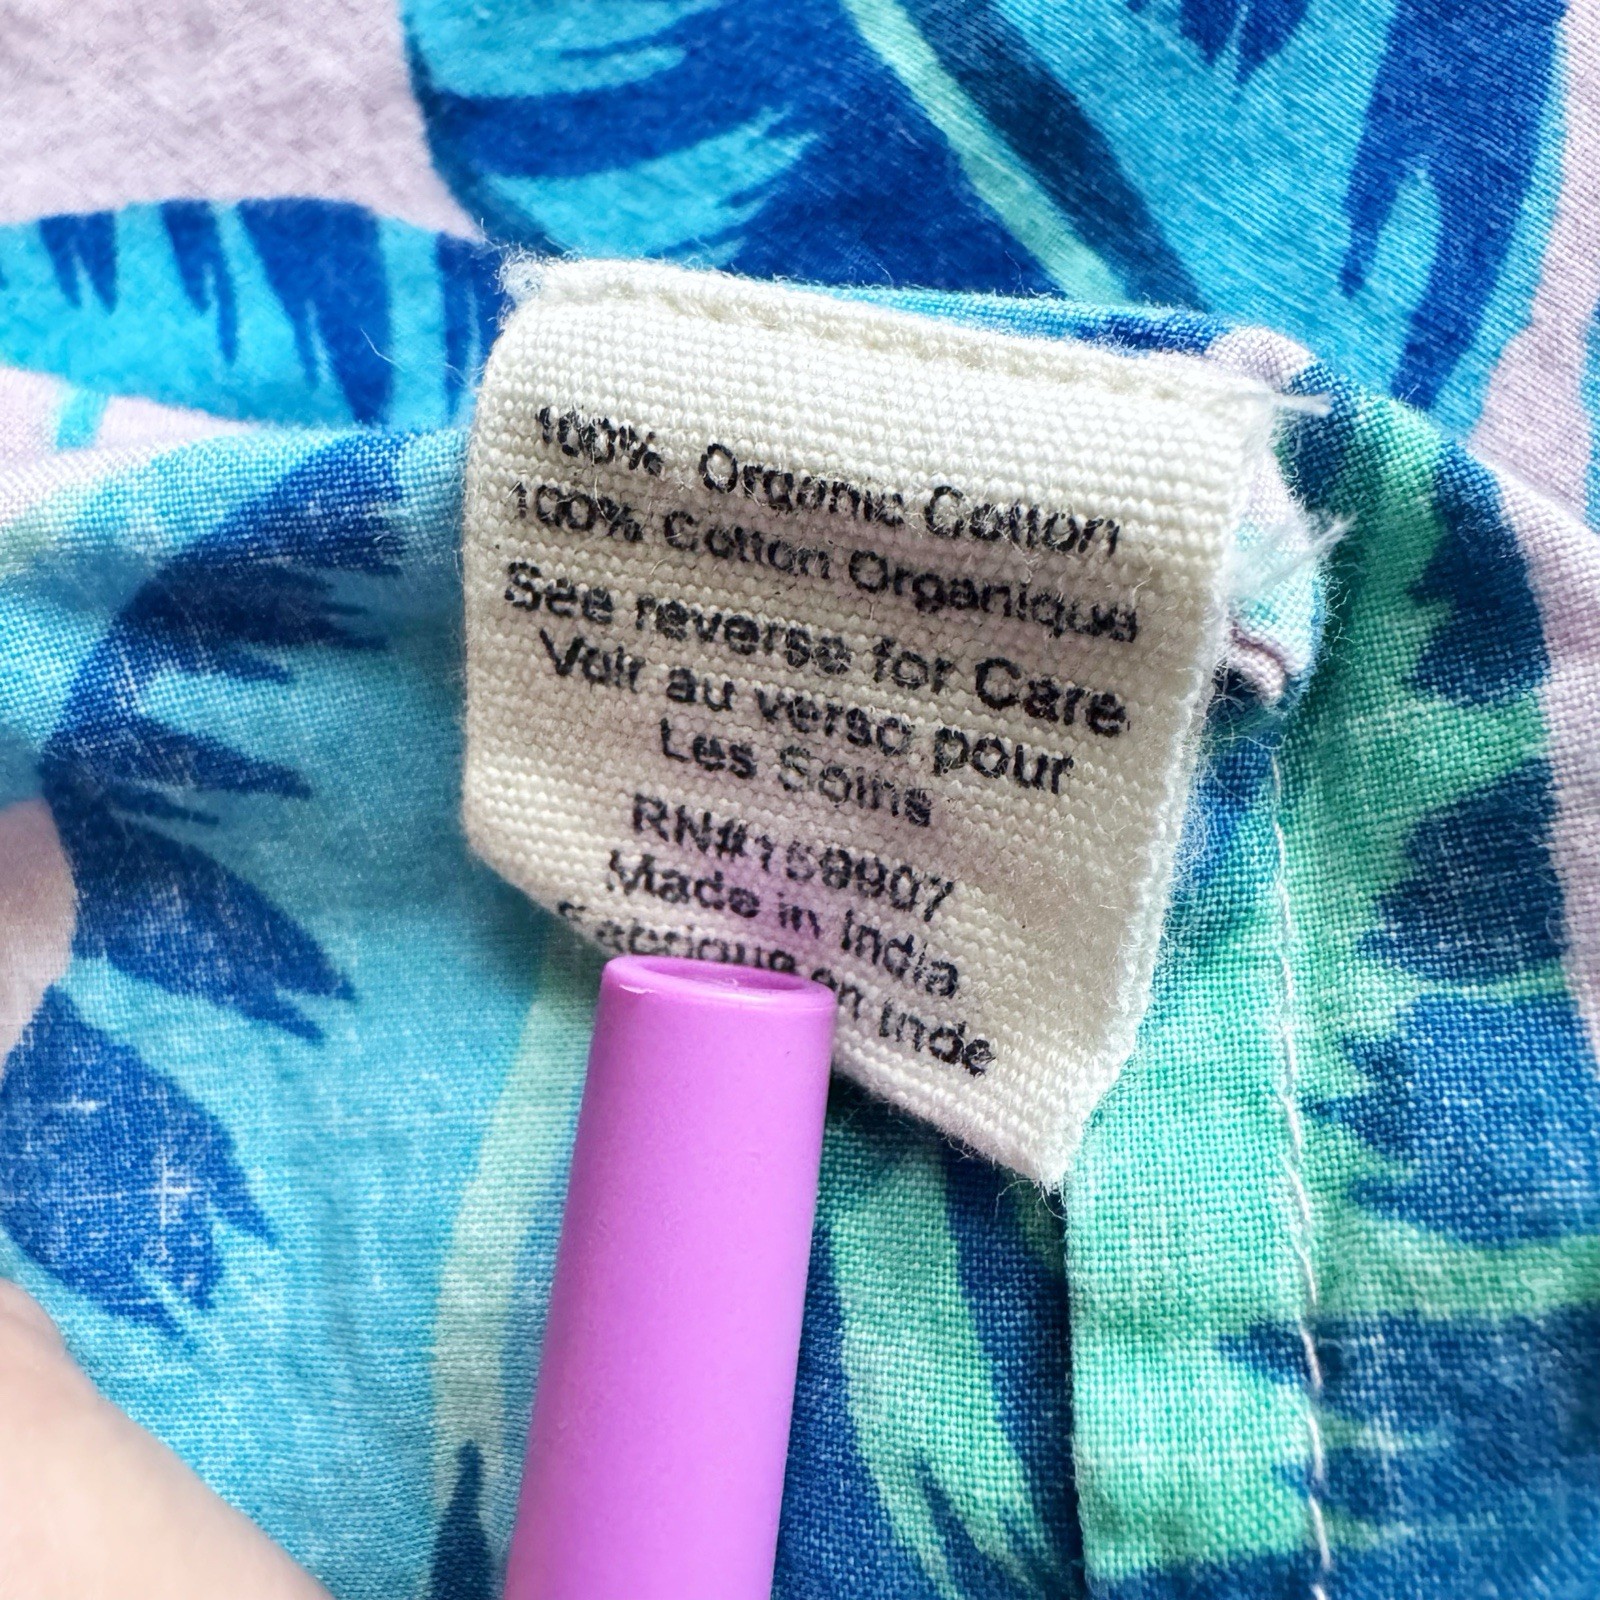 100% Organic Cotton
100% Cotton Organique
See reverse for Care
Voir au verso pour
Les Soins
RN#159907
Made in India
Fabrique en Inde